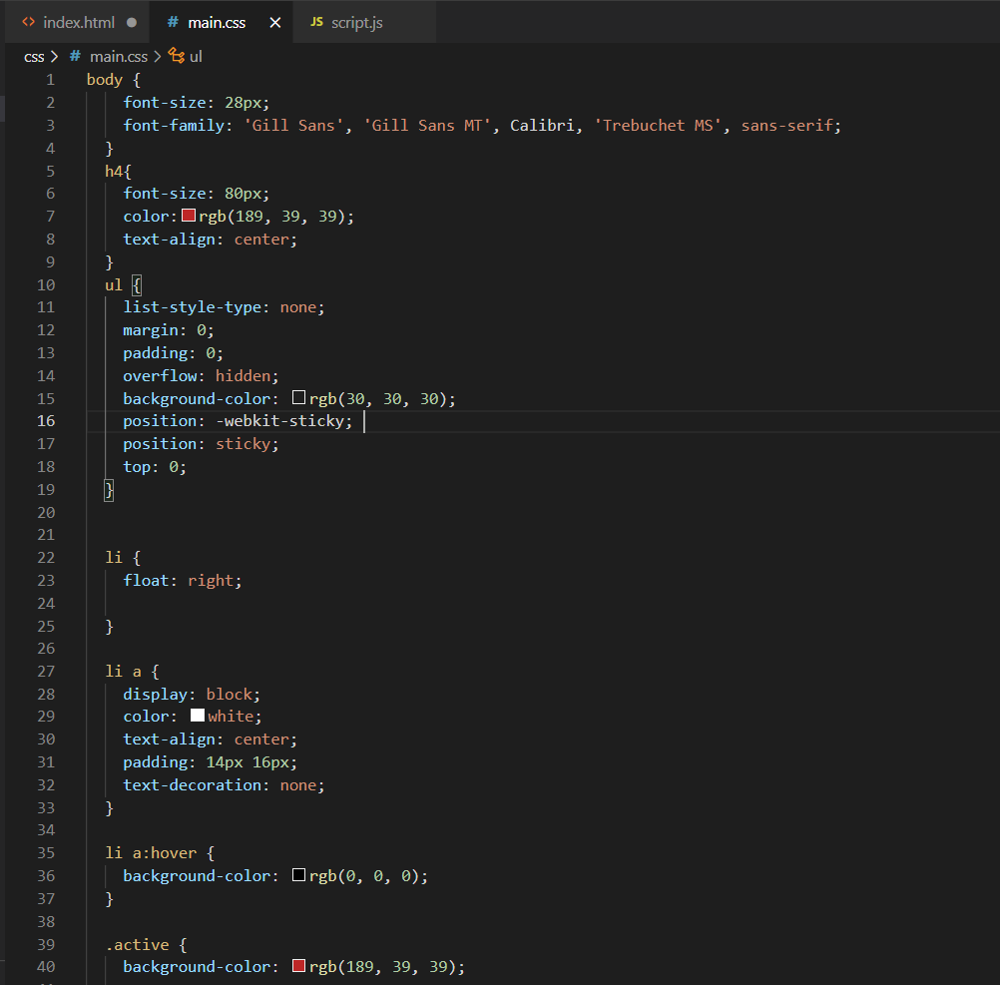 <> index.html ●
# main.css ×
JS script.js
css > # main.css > ul
1 body {
2 font-size: 28px;
3 font-family: 'Gill Sans', 'Gill Sans MT', Calibri, 'Trebuchet MS', sans-serif;
4 }
5 h4{
6 font-size: 80px;
7 color: rgb(189, 39, 39);
8 text-align: center;
9 }
10 ul {
11 list-style-type: none;
12 margin: 0;
13 padding: 0;
14 overflow: hidden;
15 background-color: rgb(30, 30, 30);
16 position: -webkit-sticky;
17 position: sticky;
18 top: 0;
19 }
20
21
22 li {
23 float: right;
24
25 }
26
27 li a {
28 display: block;
29 color: white;
30 text-align: center;
31 padding: 14px 16px;
32 text-decoration: none;
33 }
34
35 li a:hover {
36 background-color: rgb(0, 0, 0);
37 }
38
39 .active {
40 background-color: rgb(189, 39, 39);